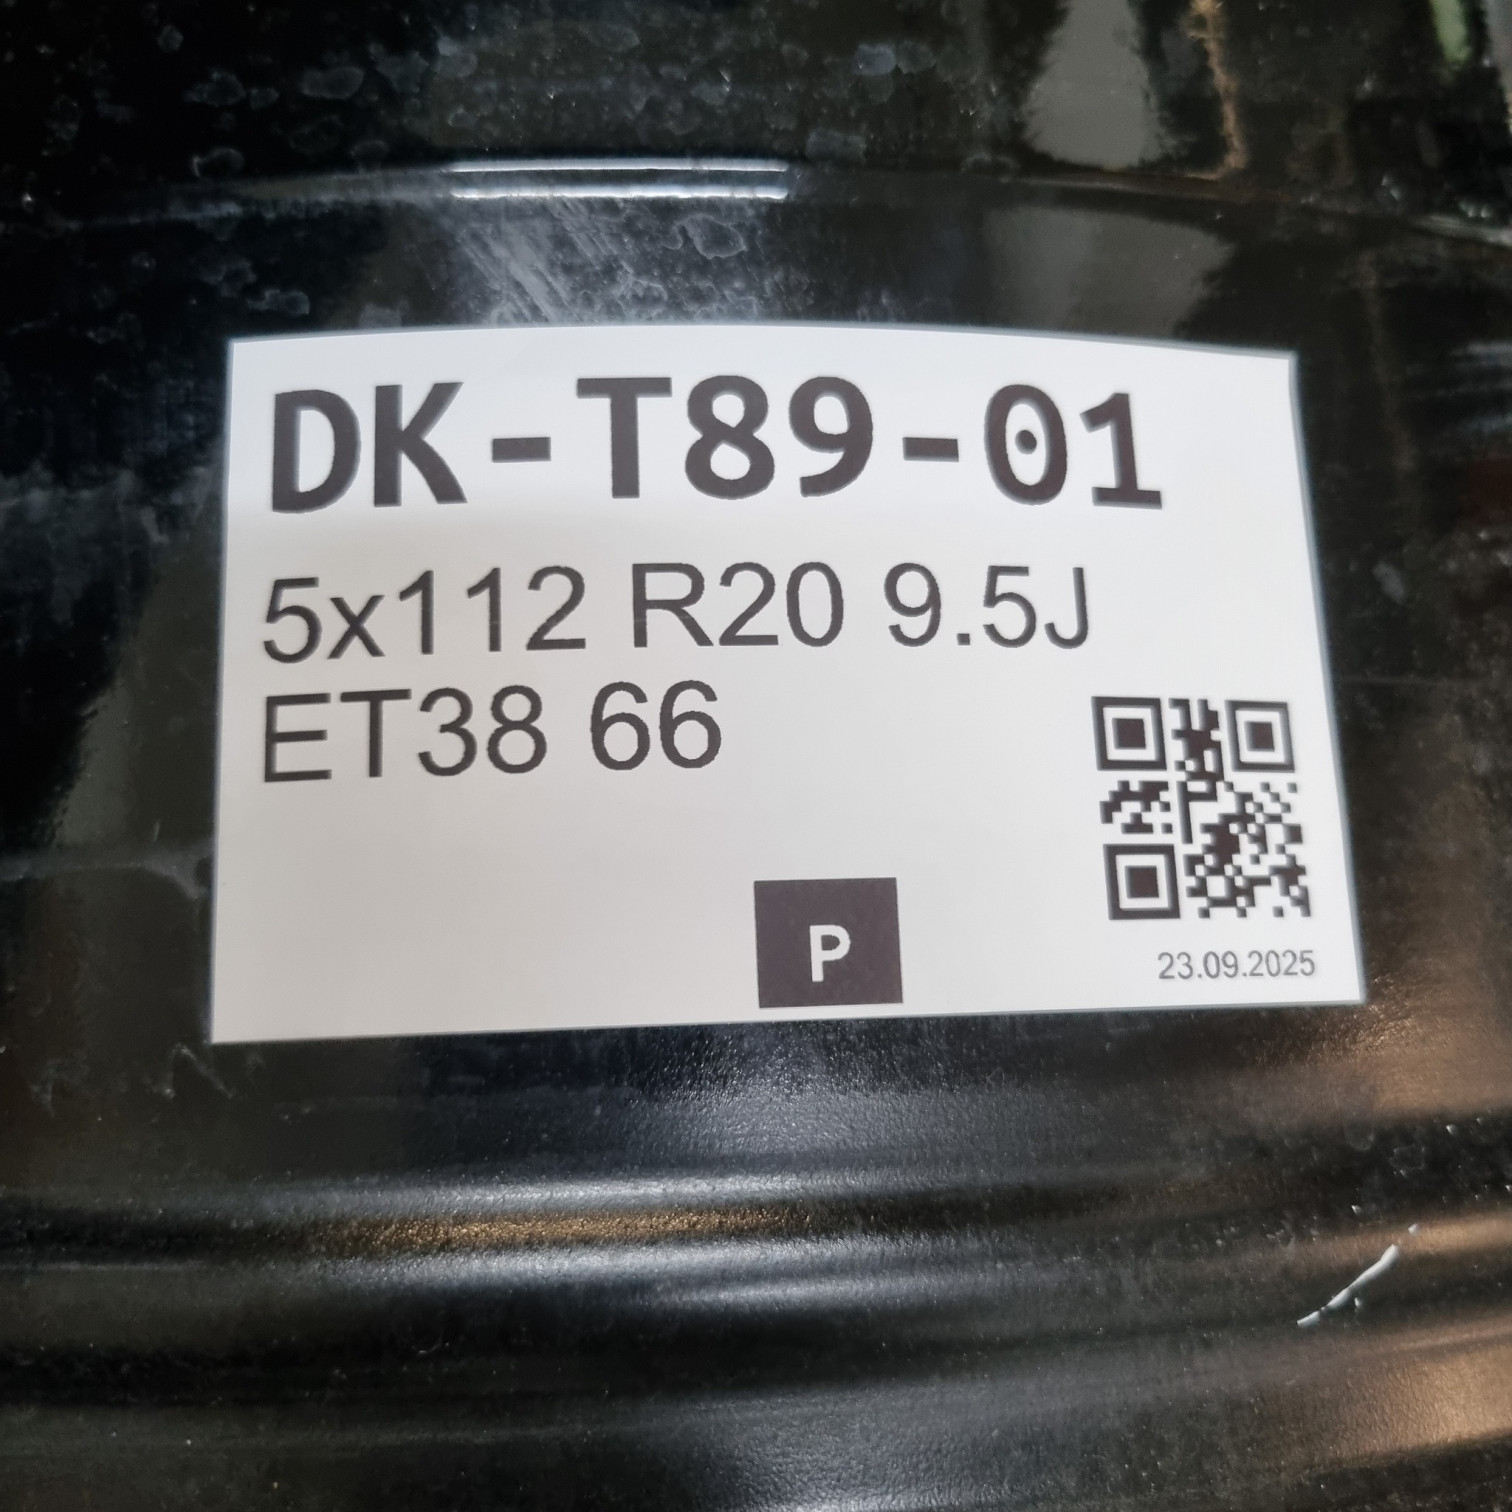 DK-T89-01
5x112 R20 9.5J
ET38 66
P
23.09.2025